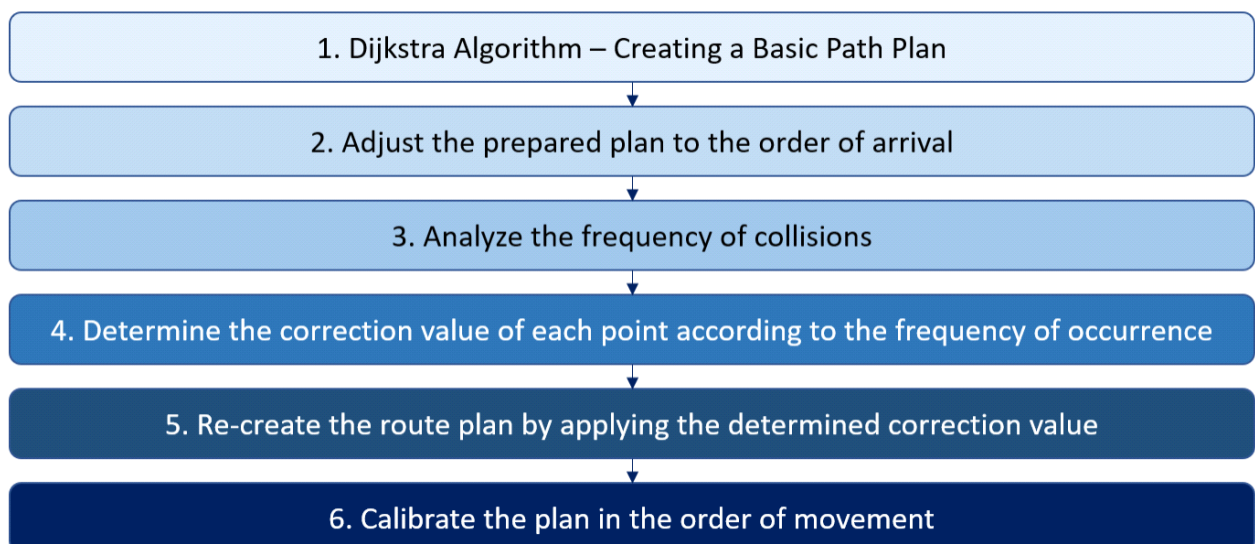 1. Dijkstra Algorithm – Creating a Basic Path Plan
2. Adjust the prepared plan to the order of arrival
3. Analyze the frequency of collisions
4. Determine the correction value of each point according to the frequency of occurrence
5. Re-create the route plan by applying the determined correction value
6. Calibrate the plan in the order of movement